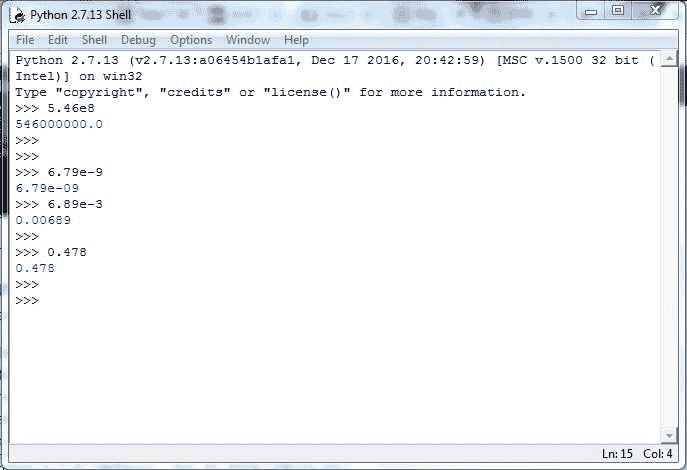 Python 2.7.13 Shell
File Edit Shell Debug Options Window Help
Python 2.7.13 (v2.7.13:a06454b1afa1, Dec 17 2016, 20:42:59) [MSC v.1500 32 bit (
Intel)] on win32
Type "copyright", "credits" or "license()" for more information.
>>> 5.46e8
546000000.0
>>>
>>>
>>> 6.79e-9
6.79e-09
>>> 6.89e-3
0.00689
>>>
>>> 0.478
0.478
>>>
>>>
Ln: 15 Col: 4